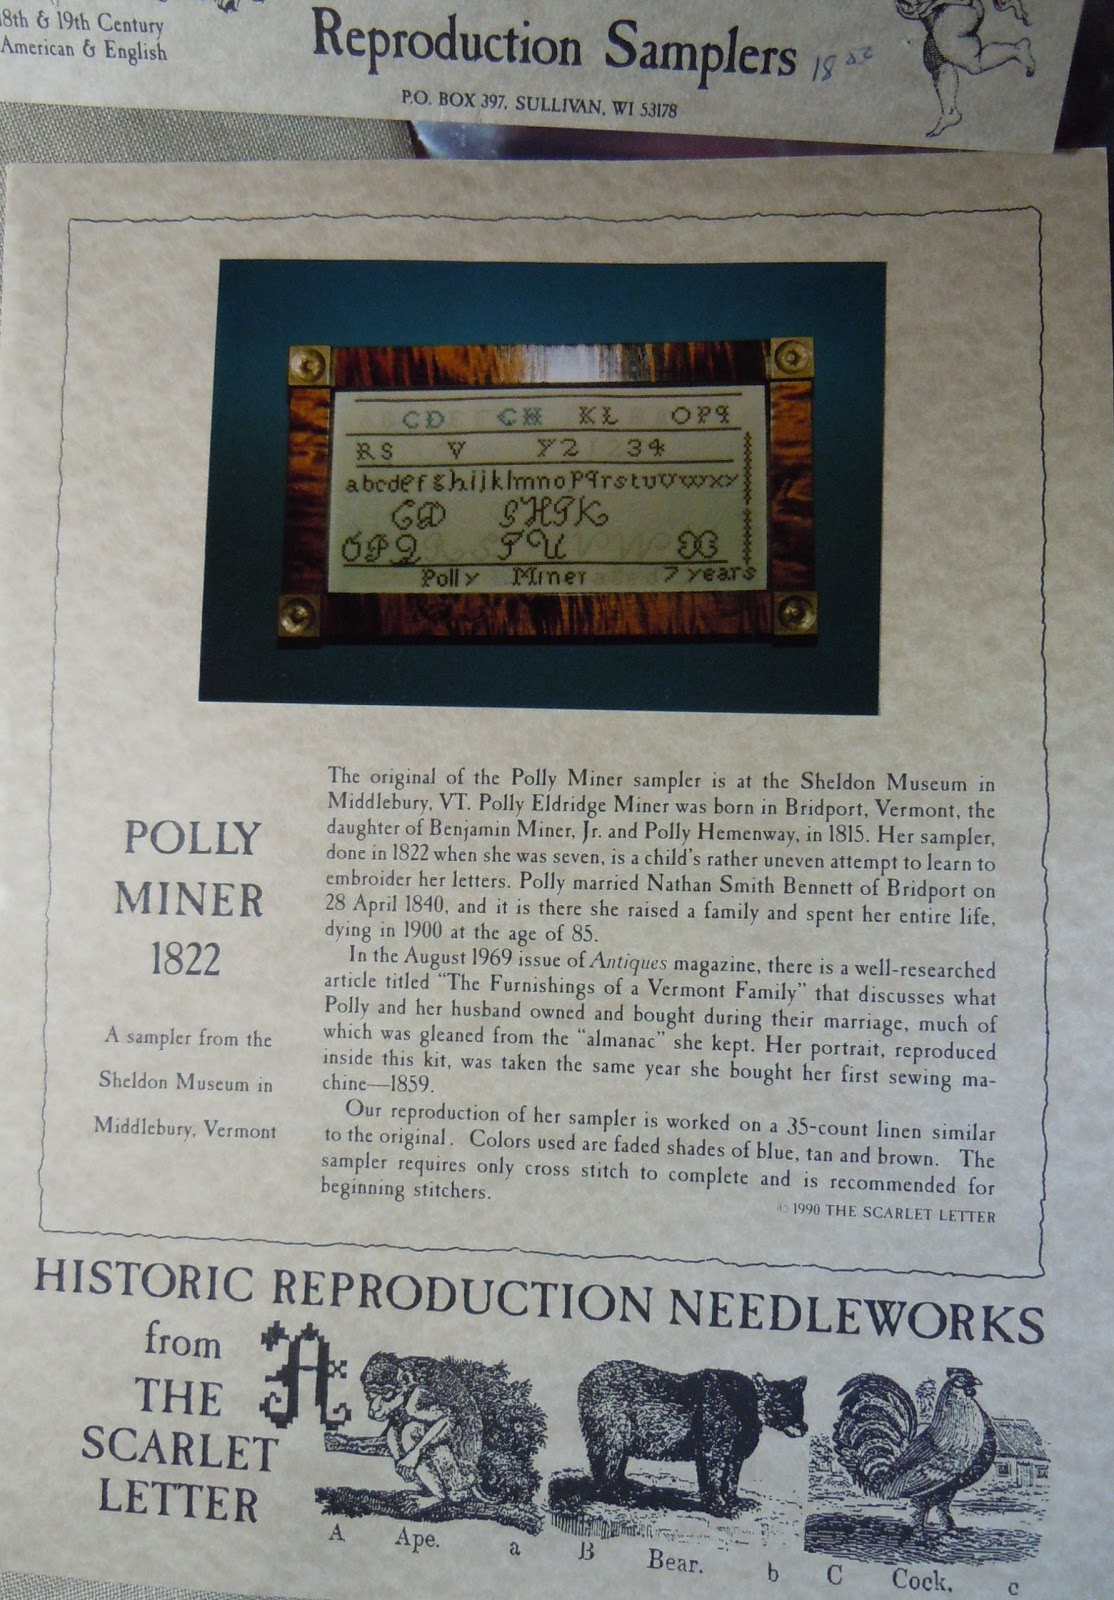 18th & 19th Century
American & English
Reproduction Samplers
P.O. BOX 397, SULLIVAN, WI 53178
CD GH KL OPq
RS V Y2 34
abcdefghijklmnopqrstuvwxy
CD GHIK
OPQ TU
Polly Miner aged 7 years
POLLY
MINER
1822
A sampler from the
Sheldon Museum in
Middlebury, Vermont
The original of the Polly Miner sampler is at the Sheldon Museum in
Middlebury, VT. Polly Eldridge Miner was born in Bridport, Vermont, the
daughter of Benjamin Miner, Jr. and Polly Hemenway, in 1815. Her sampler,
done in 1822 when she was seven, is a child's rather uneven attempt to learn to
embroider her letters. Polly married Nathan Smith Bennett of Bridport on
28 April 1840, and it is there she raised a family and spent her entire life,
dying in 1900 at the age of 85.
In the August 1969 issue of Antiques magazine, there is a well-researched
article titled "The Furnishings of a Vermont Family" that discusses what
Polly and her husband owned and bought during their marriage, much of
which was gleaned from the "almanac" she kept. Her portrait, reproduced
inside this kit, was taken the same year she bought her first sewing ma-
chine—1859.
Our reproduction of her sampler is worked on a 35-count linen similar
to the original. Colors used are faded shades of blue, tan and brown. The
sampler requires only cross stitch to complete and is recommended for
beginning stitchers.
© 1990 THE SCARLET LETTER
HISTORIC REPRODUCTION NEEDLEWORKS
from
THE
SCARLET
LETTER
A
A Ape. a
B Bear. b
C Cock. c